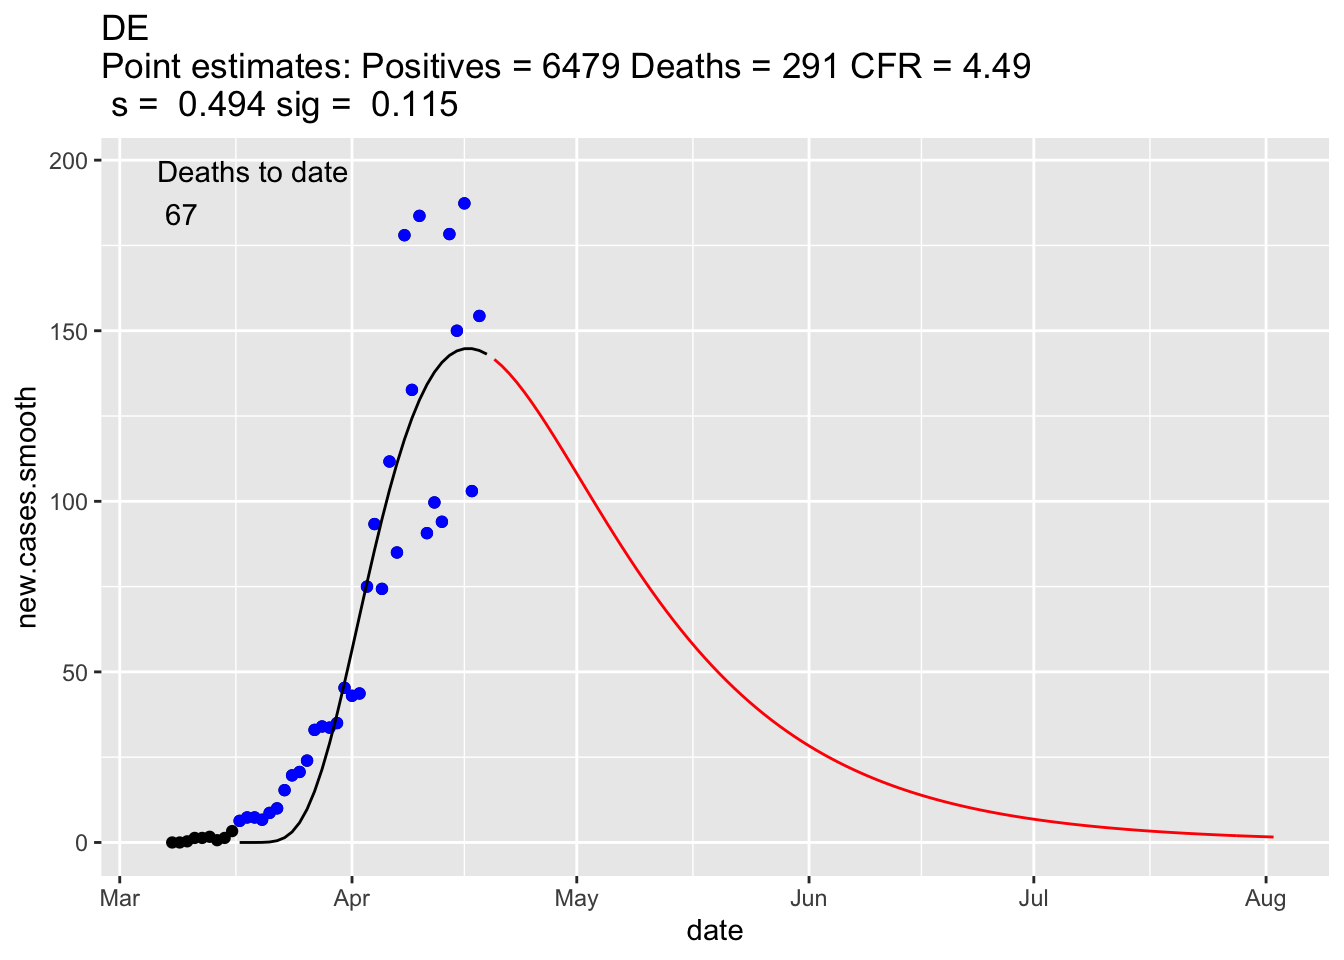 DE
Point estimates: Positives = 6479 Deaths = 291 CFR = 4.49
s = 0.494 sig = 0.115
Deaths to date
67
200
150
100
50
0
new.cases.smooth
Mar Apr May Jun Jul Aug
date